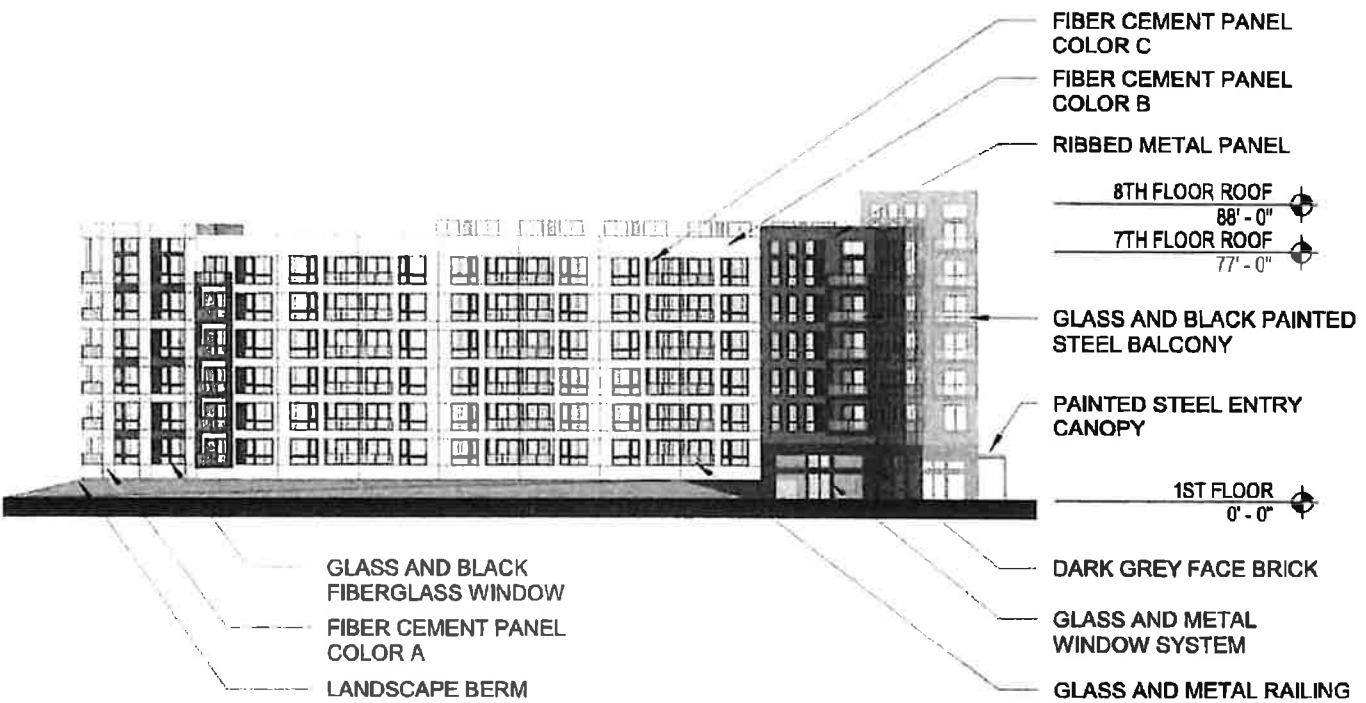 FIBER CEMENT PANEL
COLOR C
FIBER CEMENT PANEL
COLOR B
RIBBED METAL PANEL
8TH FLOOR ROOF
88' - 0"
7TH FLOOR ROOF
77' - 0"
GLASS AND BLACK PAINTED
STEEL BALCONY
PAINTED STEEL ENTRY
CANOPY
1ST FLOOR
0' - 0"
GLASS AND BLACK
FIBERGLASS WINDOW
FIBER CEMENT PANEL
COLOR A
LANDSCAPE BERM
DARK GREY FACE BRICK
GLASS AND METAL
WINDOW SYSTEM
GLASS AND METAL RAILING